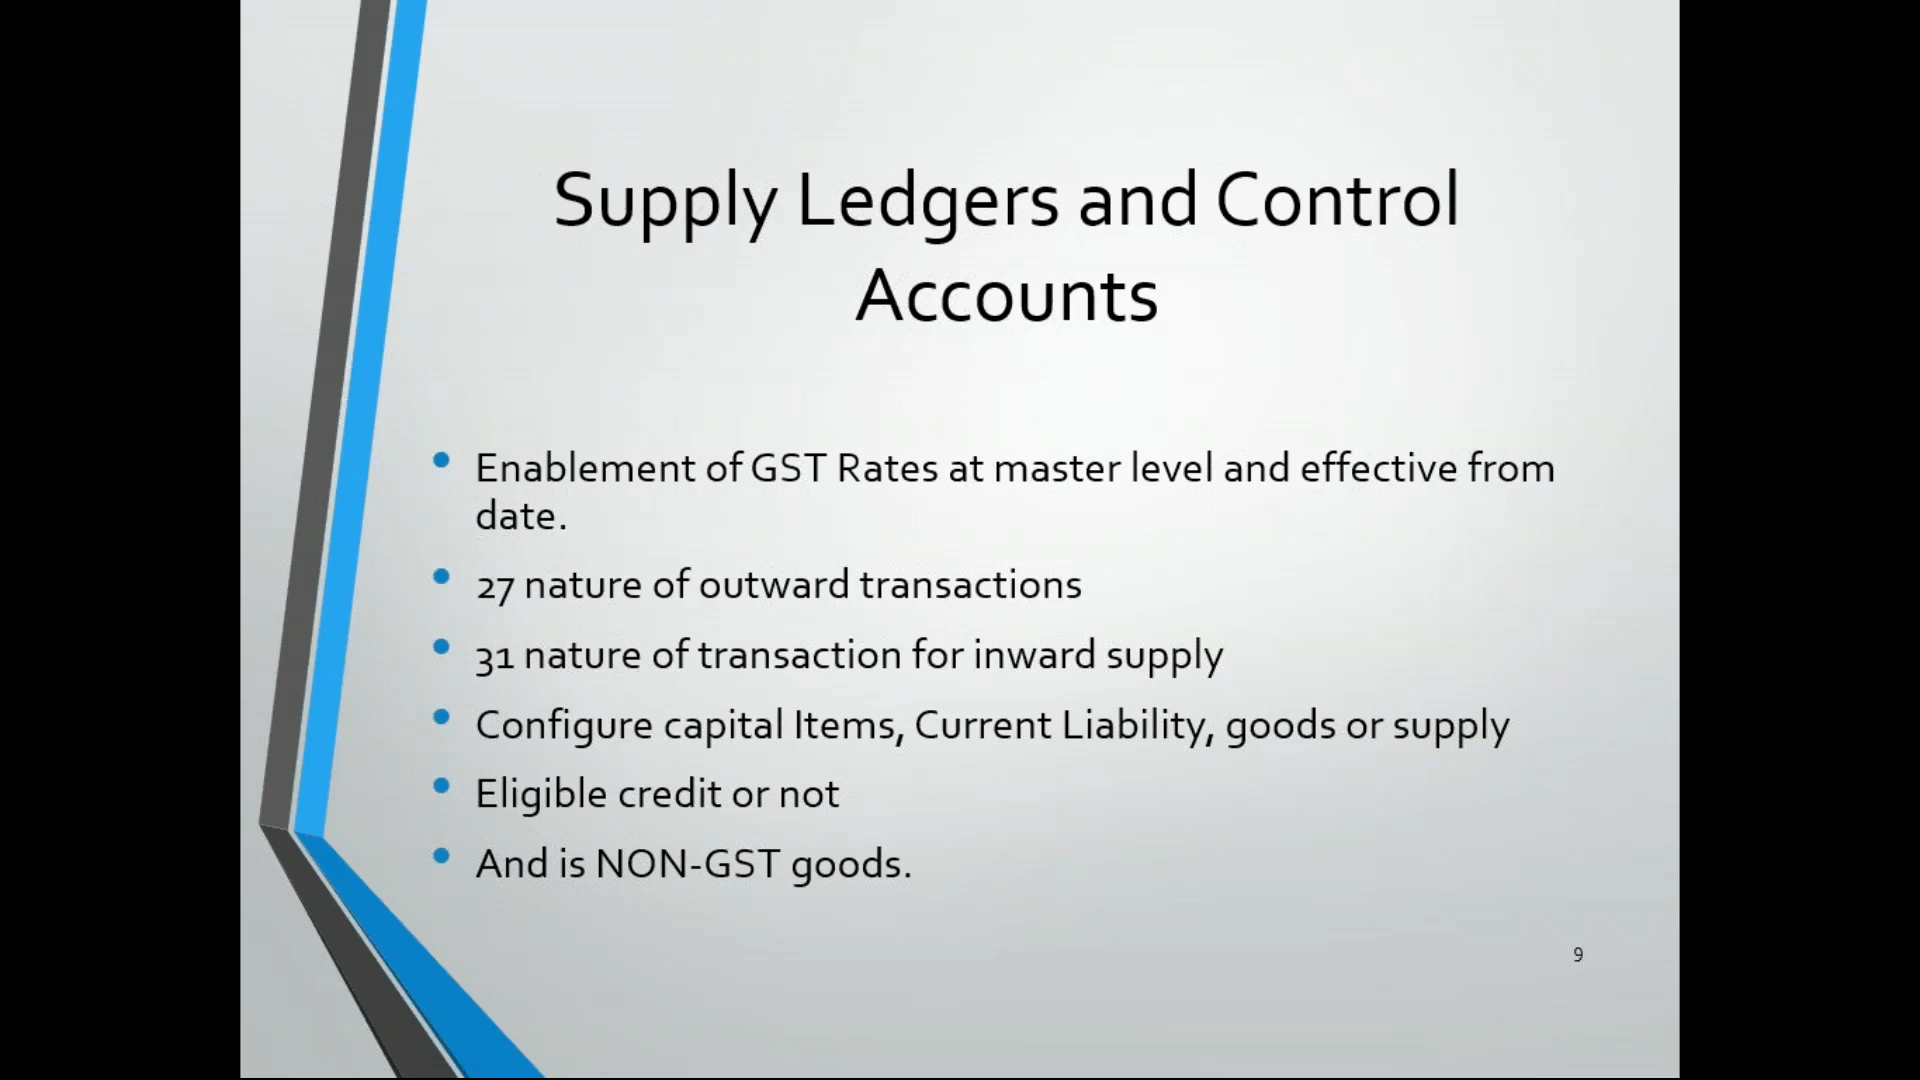 Supply Ledgers and Control
Accounts
• Enablement of GST Rates at master level and effective from
date.
• 27 nature of outward transactions
• 31 nature of transaction for inward supply
• Configure capital Items, Current Liability, goods or supply
• Eligible credit or not
• And is NON-GST goods.
9